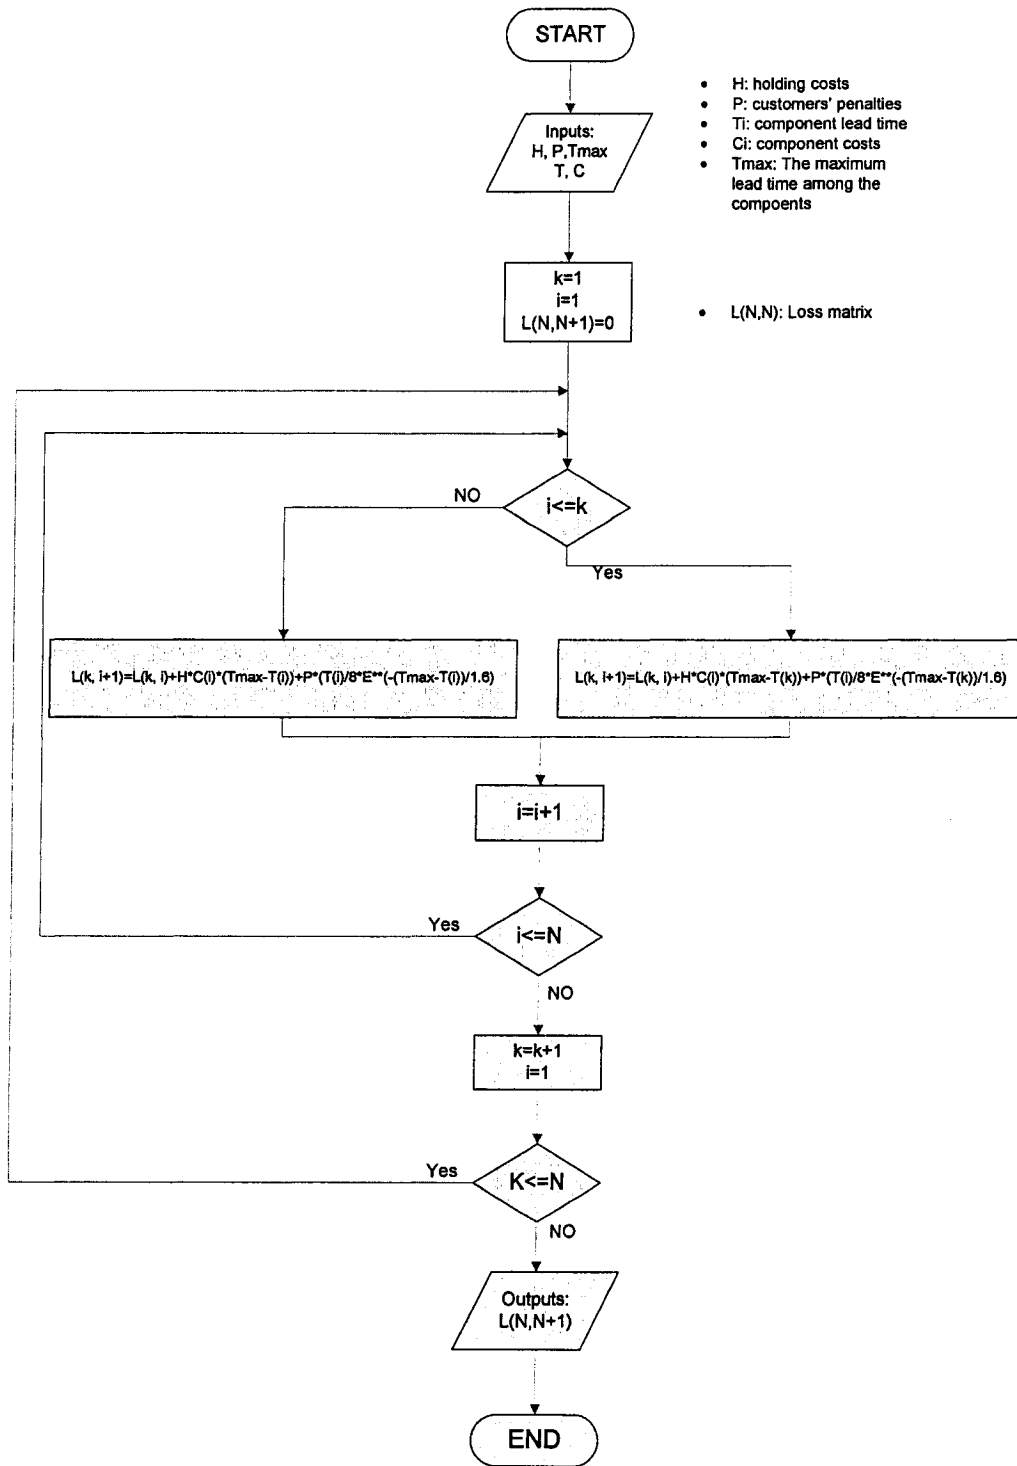 START
Inputs:
H, P,Tmax
T, C
• H: holding costs
• P: customers' penalties
• Ti: component lead time
• Ci: component costs
• Tmax: The maximum
lead time among the
compoents
k=1
i=1
L(N,N+1)=0
• L(N,N): Loss matrix
i<=k
NO
Yes
L(k, i+1)=L(k, i)+H*C(i)*(Tmax-T(i))+P*(T(i)/8*E**(-(Tmax-T(i))/1.6)
L(k, i+1)=L(k, i)+H*C(i)*(Tmax-T(k))+P*(T(i)/8*E**(-(Tmax-T(k))/1.6)
i=i+1
Yes
i<=N
NO
k=k+1
i=1
Yes
K<=N
NO
Outputs:
L(N,N+1)
END